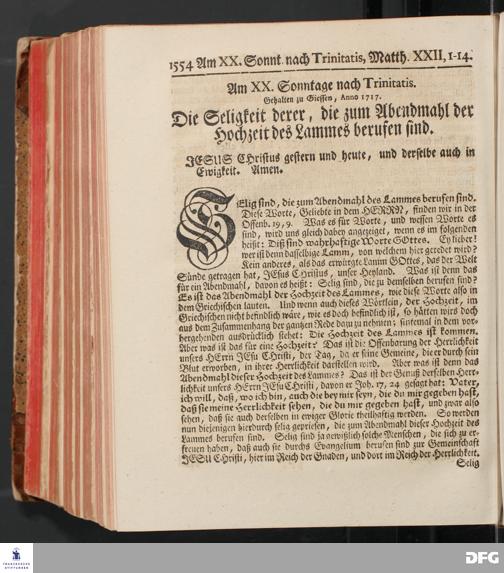 1554 Am XX. Sonnt. nach Trinitatis, Matth. XXII, 1-14.
Am XX. Sonntage nach Trinitatis.
Gehalten zu Giessen, Anno 1717.
Die Seligkeit derer, die zum Abendmahl der
Hochzeit des Lammes berufen sind.
JESUS CHristus gestern und heute, und derselbe auch in
Ewigkeit. Amen.
SElig sind, die zum Abendmahl des Lammes berufen sind.
Diese Worte, Geliebte in dem HERRN, finden wir in der
Offenb. 19, 9. Was es für Worte, und wessen Worte es
sind, wird uns gleich dabey angezeiget, wenn es im folgenden
heißt: Diß sind wahrhaftige Worte GOttes. Ey lieber!
wer ist denn dasselbige Lamm, von welchem hier geredet wird?
Kein anderes, als das erwürgte Lamm GOttes, das der Welt
Sünde getragen hat, JEsus CHristus, unser Heyland. Was ist denn das
für ein Abendmahl, davon es heißt: Selig sind, die zu demselben berufen sind?
Es ist das Abendmahl der Hochzeit des Lammes, wie diese Worte also in
dem Griechischen lauten. Und wenn auch dieses Wörtlein, der Hochzeit, im
Griechischen nicht befindlich wäre, wie es doch befindlich ist, so hätten wirs doch
aus dem Zusammenhang der gantzen Rede dazu zu nehmen; sintemal in dem vor-
hergehenden ausdrücklich stehet: Die Hochzeit des Lammes ist kommen.
Aber was ist das für eine Hochzeit? Das ist die Offenbarung der Herrlichkeit
unsers HErrn JEsu Christi, der Tag, da er seine Gemeine, die er durch sein
Blut erworben, in ihrer Herrlichkeit darstellen wird. Aber was ist denn das
Abendmahl dieser Hochzeit des Lammes? Das ist der Genuß derselben Herr-
lichkeit unsers HErrn JEsu Christi, davon er Joh. 17, 24 gesagt hat: Vater,
ich will, daß, wo ich bin, auch die bey mir seyn, die du mir gegeben hast,
daß sie meine Herrlichkeit sehen, die du mir gegeben hast, und zwar also
sehen, daß sie auch derselben in ewiger Glorie theilhaftig werden. So werden
nun diejenigen hierdurch selig gepriesen, die zum Abendmahl dieser Hochzeit des
Lammes berufen sind. Selig sind ja gewißlich solche Menschen, die sich zu er-
freuen haben, daß auch sie durchs Evangelium berufen sind zur Gemeinschaft
JESU Christi, hier im Reich der Gnaden, und dort im Reich der Herrlichkeit.
Selig
FRANCKESCHE
STIFTUNGEN
DFG